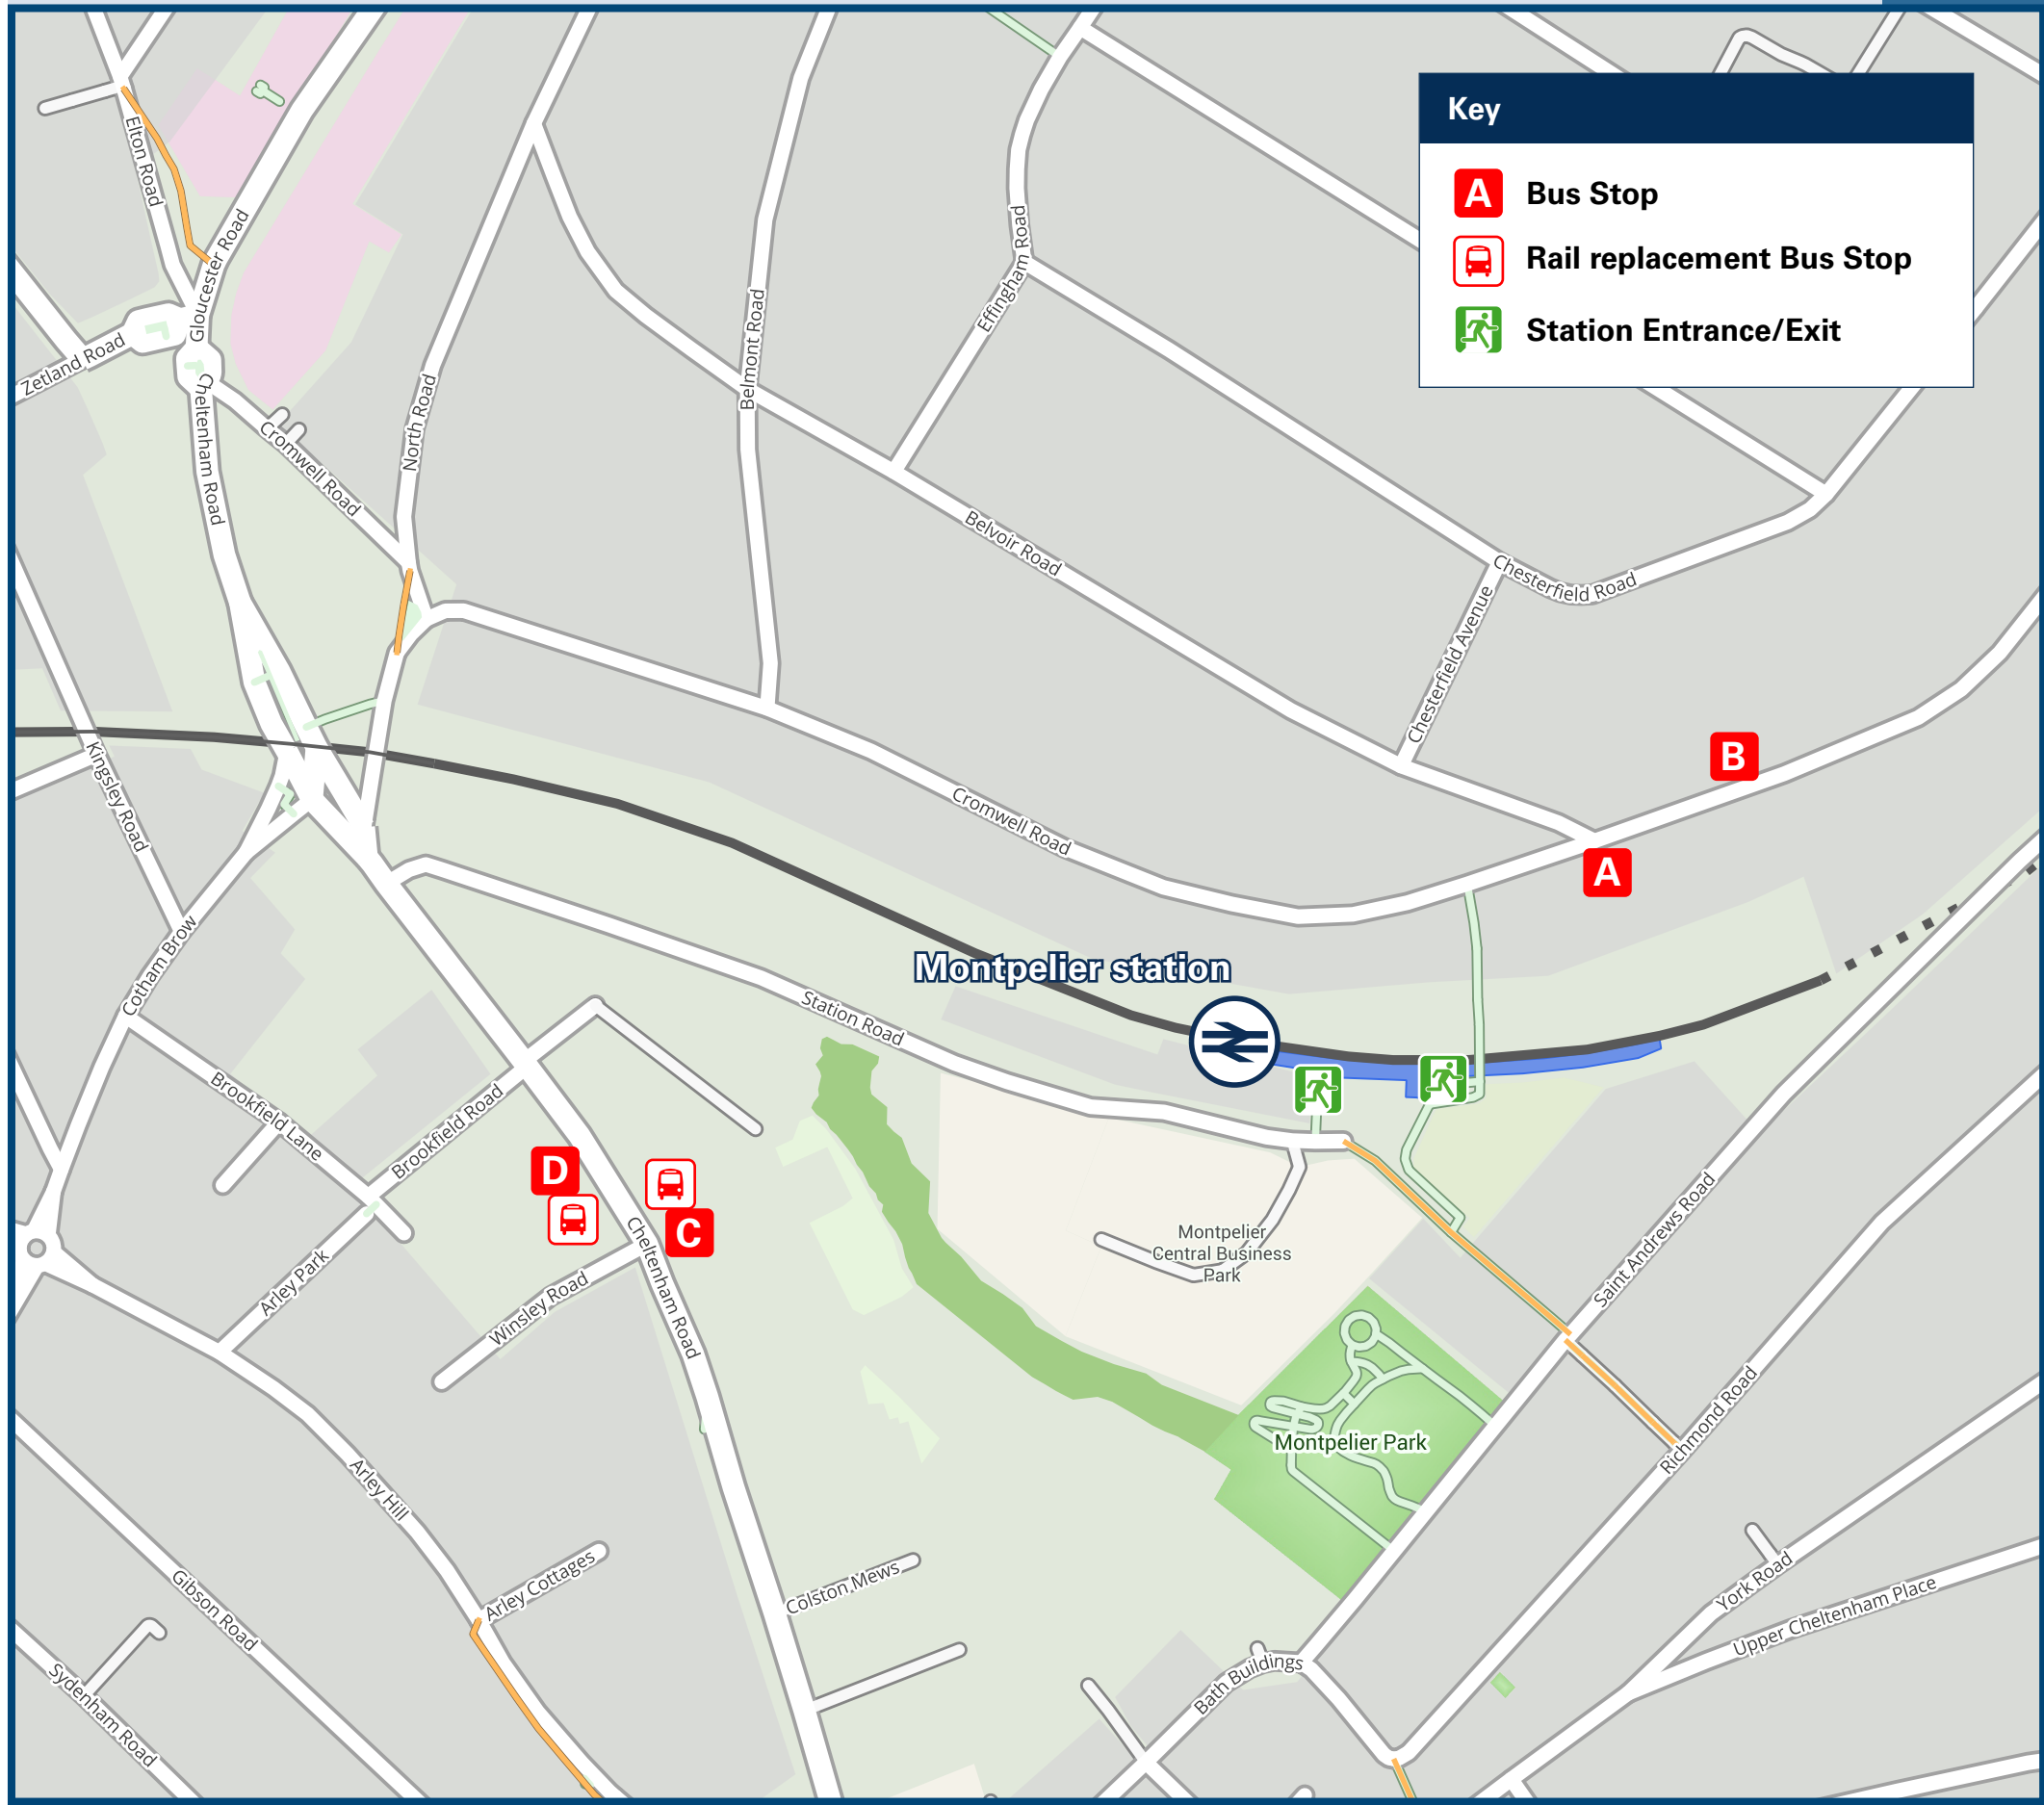 Key
A
Bus Stop
Rail replacement Bus Stop
Station Entrance/Exit
Elton Road
Gloucester Road
Zetland Road
Cheltenham Road
Cromwell Road
North Road
Belmont Road
Effingham Road
Belvoir Road
Chesterfield Road
Chesterfield Avenue
Kingsley Road
Cromwell Road
B
A
Cotham Brow
Montpelier station
Station Road
Brookfield Lane
Brookfield Road
D
C
Cheltenham Road
Arley Park
Winsley Road
Montpelier
Central Business
Park
Saint Andrews Road
Richmond Road
Montpelier Park
Arley Hill
Arley Cottages
Colston Mews
Gibson Road
Sydenham Road
Bath Buildings
York Road
Upper Cheltenham Place